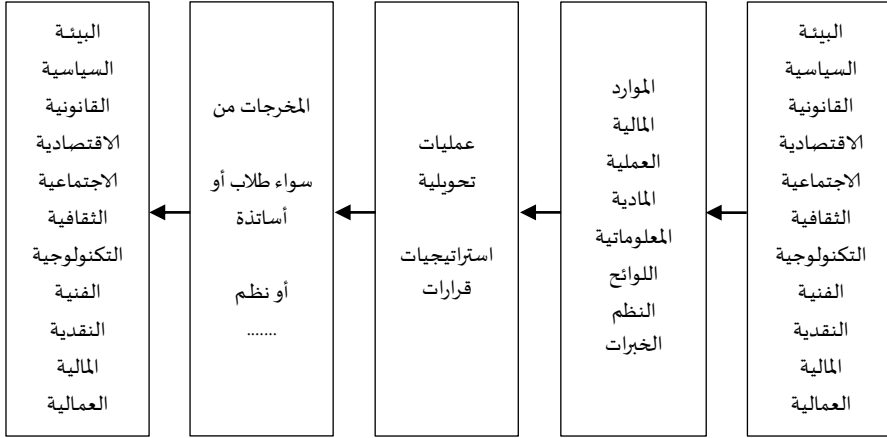 البيئة
السياسية
القانونية
الاقتصادية
الاجتماعية
الثقافية
التكنولوجية
الفنية
النقدية
المالية
العمالية
الموارد
المالية
العملية
المادية
المعلوماتية
اللوائح
النظم
الخبرات
عمليات
تحويلية
استراتيجيات
قرارات
المخرجات من
سواء طلاب أو
أساتذة
أو نظم
.......
البيئة
السياسية
القانونية
الاقتصادية
الاجتماعية
الثقافية
التكنولوجية
الفنية
النقدية
المالية
العمالية